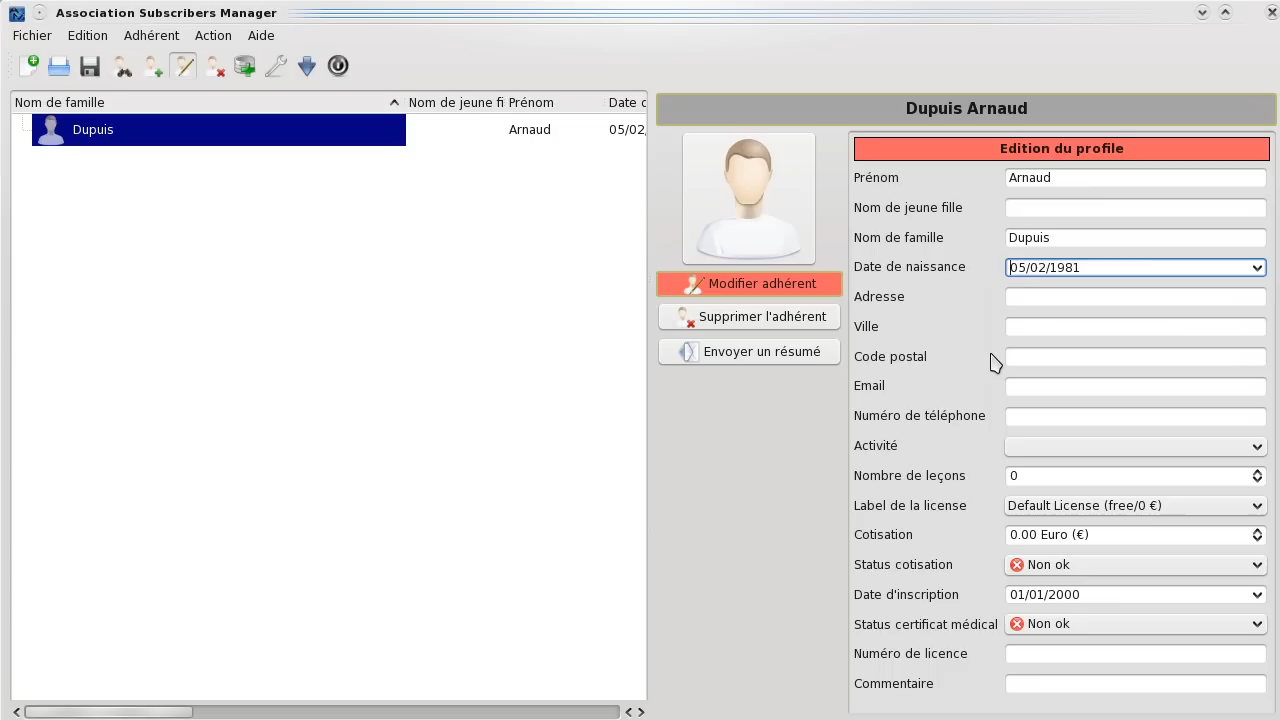 Association Subscribers Manager
Fichier Edition Adhérent Action Aide
Nom de famille Nom de jeune fi Prénom Date
Dupuis Arnaud 05/02/
Dupuis Arnaud
Edition du profile
Modifier adhérent
Supprimer l'adhérent
Envoyer un résumé
Prénom Arnaud
Nom de jeune fille
Nom de famille Dupuis
Date de naissance 05/02/1981
Adresse
Ville
Code postal
Email
Numéro de téléphone
Activité
Nombre de leçons 0
Label de la license Default License (free/0 €)
Cotisation 0.00 Euro (€)
Status cotisation Non ok
Date d'inscription 01/01/2000
Status certificat médical Non ok
Numéro de licence
Commentaire